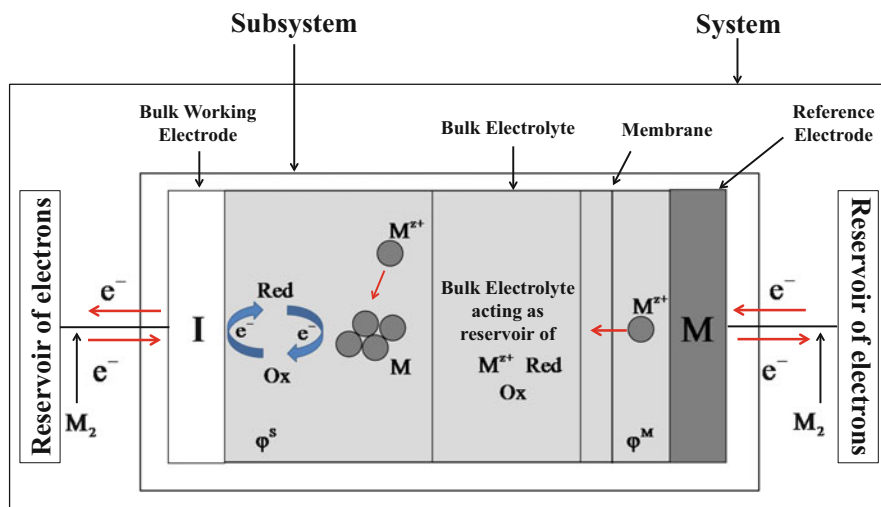 Subsystem
System
Bulk Working
Electrode
Bulk Electrolyte
Membrane
Reference
Electrode
Reservoir of electrons
e⁻
e⁻
M₂
I
Red
e⁻
e⁻
Ox
φˢ
Mᶻ⁺
M
Bulk Electrolyte
acting as
reservoir of
Mᶻ⁺ Red
Ox
Mᶻ⁺
φᴹ
M
e⁻
e⁻
M₂
Reservoir of electrons